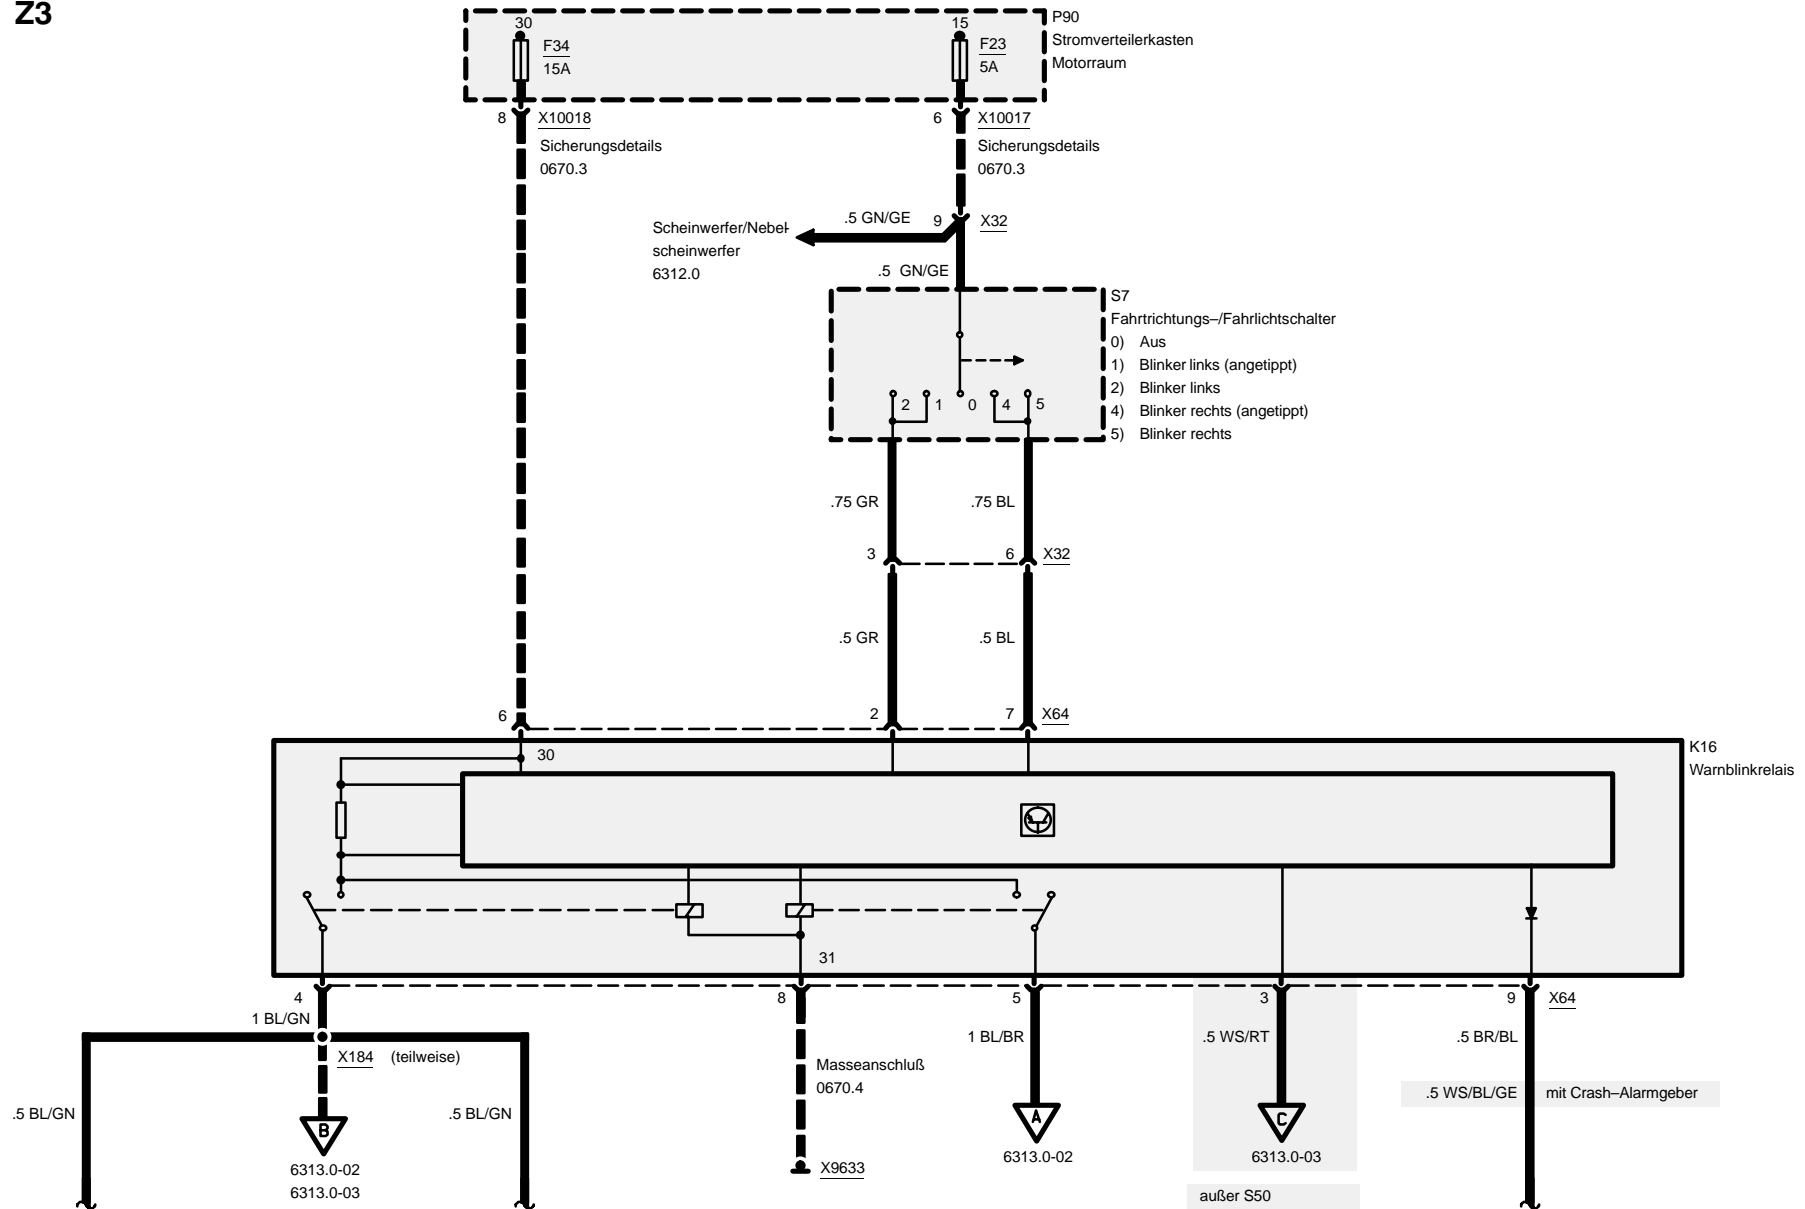 Z3
30
F34
15A
15
F23
5A
P90
Stromverteilerkasten
Motorraum
8
X10018
Sicherungsdetails
0670.3
6
X10017
Sicherungsdetails
0670.3
Scheinwerfer/Nebel-
scheinwerfer
6312.0
.5 GN/GE
9
X32
.5 GN/GE
S7
Fahrtrichtungs–/Fahrlichtschalter
0) Aus
1) Blinker links (angetippt)
2) Blinker links
4) Blinker rechts (angetippt)
5) Blinker rechts
2
1
0
4
5
.75 GR
.75 BL
3
6
X32
.5 GR
.5 BL
6
2
7
X64
30
K16
Warnblinkrelais
31
4
8
5
3
9
X64
1 BL/GN
X184 (teilweise)
.5 BL/GN
.5 BL/GN
B
6313.0-02
6313.0-03
Masseanschluß
0670.4
X9633
1 BL/BR
A
6313.0-02
.5 WS/RT
C
6313.0-03
außer S50
.5 BR/BL
.5 WS/BL/GE
mit Crash–Alarmgeber